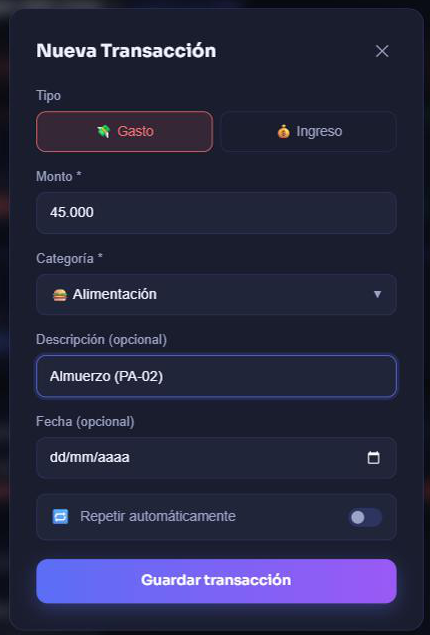 Nueva Transacción
Tipo
Gasto
Ingreso
Monto *
45.000
Categoría *
Alimentación
Descripción (opcional)
Almuerzo (PA-02)
Fecha (opcional)
dd/mm/aaaa
Repetir automáticamente
Guardar transacción